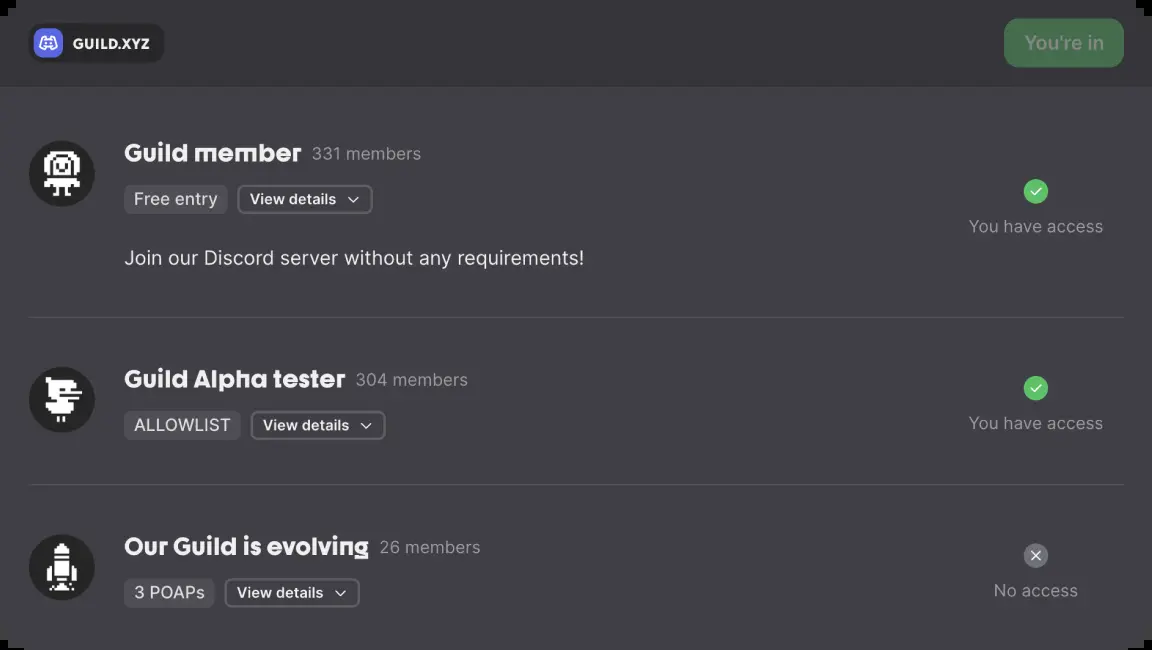 GUILD.XYZ
You're in
Guild member 331 members
Free entry View details
You have access
Join our Discord server without any requirements!
Guild Alpha tester 304 members
ALLOWLIST View details
You have access
Our Guild is evolving 26 members
3 POAPs View details
No access